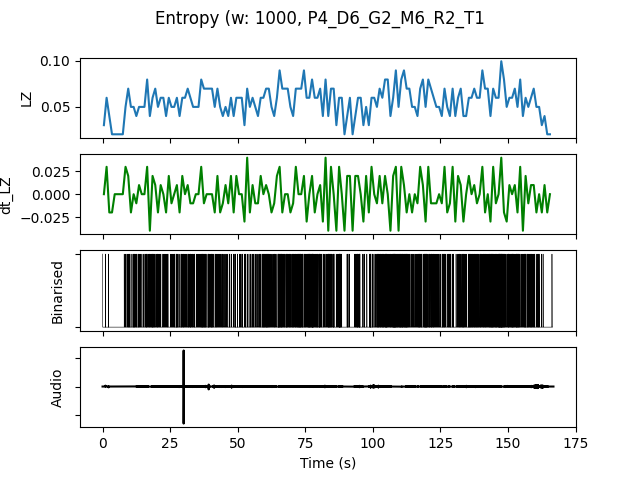 Entropy (w: 1000, P4_D6_G2_M6_R2_T1
0.10
0.05
LZ
0.025
0.000
−0.025
dt_LZ
Binarised
Audio
0 25 50 75 100 125 150 175
Time (s)